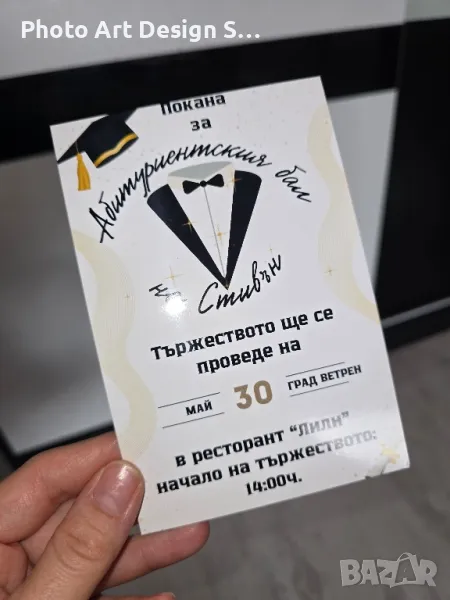 Photo Art Design S...
Покана
за
Абитуриентския бал
на Стивън
Тържеството ще се
проведе на
МАЙ 30 ГРАД ВЕТРЕН
в ресторант "Лили"
начало на тържеството:
14:00ч.
BAZAR